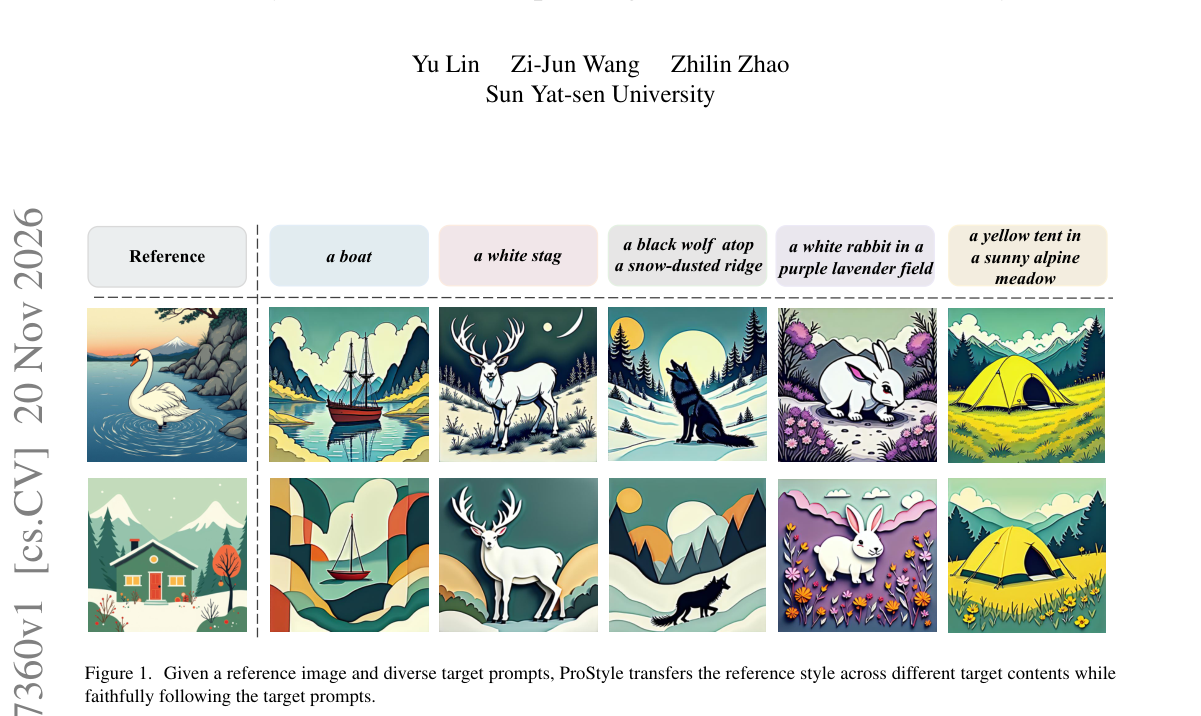 Yu Lin Zi-Jun Wang Zhilin Zhao
Sun Yat-sen University
7360v1 [cs.CV] 20 Nov 2026
Reference
a boat
a white stag
a black wolf atop
a snow-dusted ridge
a white rabbit in a
purple lavender field
a yellow tent in
a sunny alpine
meadow
Figure 1. Given a reference image and diverse target prompts, ProStyle transfers the reference style across different target contents while
faithfully following the target prompts.